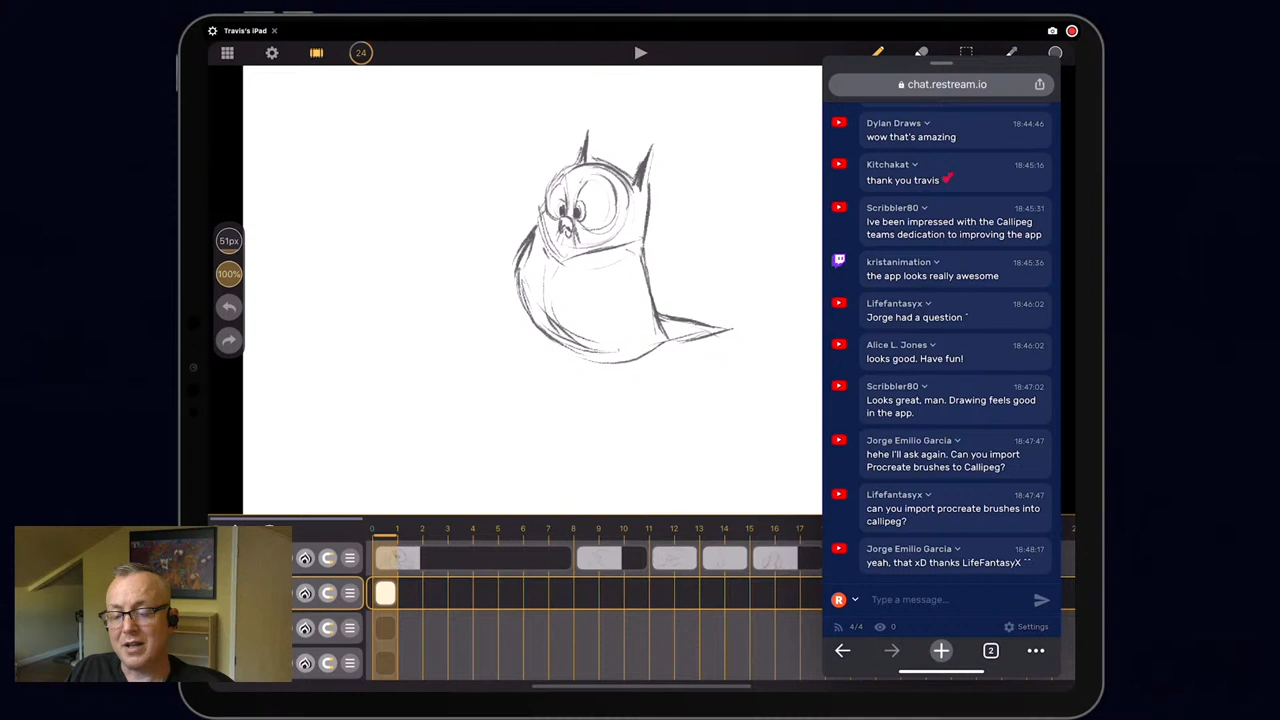 Travis's iPad
24
chat.restream.io
Dylan Draws 18:44:46
wow that's amazing
Kitchakat 18:45:16
thank you travis 💕
Scribbler80 18:45:31
Ive been impressed with the Callipeg
teams dedication to improving the app
kristanimation 18:45:36
the app looks really awesome
Lifefantasyx 18:46:02
Jorge had a question ^
Alice L. Jones 18:46:02
looks good. Have fun!
Scribbler80 18:47:02
Looks great, man. Drawing feels good
in the app.
Jorge Emilio Garcia 18:47:47
hehe I'll ask again. Can you import
Procreate brushes to Callipeg?
Lifefantasyx 18:47:47
can you import procreate brushes into
callipeg?
Jorge Emilio Garcia 18:48:17
yeah, that xD thanks LifeFantasyX ^^
R Type a message...
4/4 0 Settings
2
51px
100%
0 1 2 3 4 5 6 7 8 9 10 11 12 13 14 15 16 17